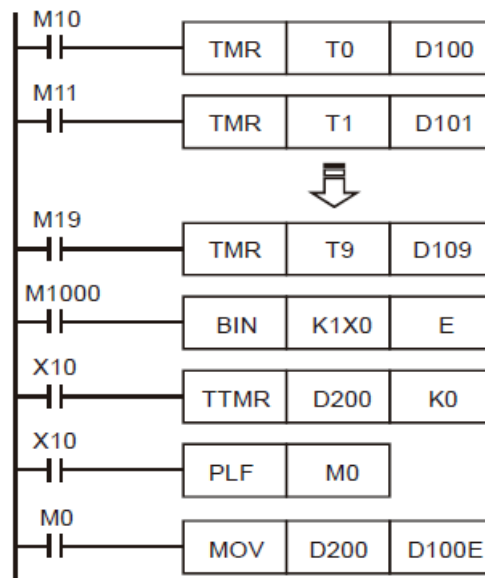 M10
TMR T0 D100
M11
TMR T1 D101
M19
TMR T9 D109
M1000
BIN K1X0 E
X10
TTMR D200 K0
X10
PLF M0
M0
MOV D200 D100E